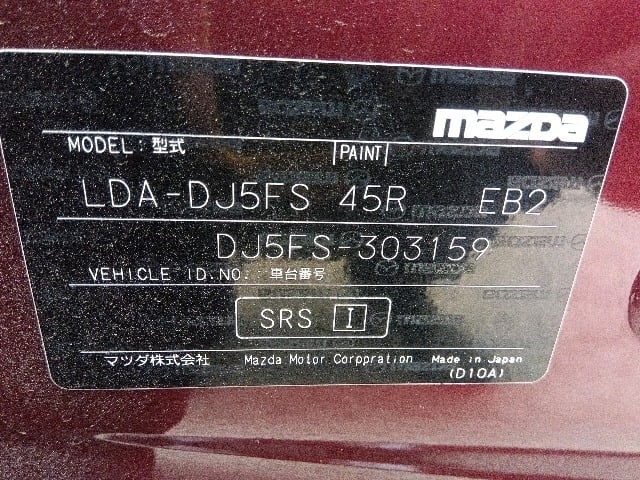 mazda
MODEL: 型式 PAINT
LDA-DJ5FS 45R EB2
DJ5FS-303159
VEHICLE ID.NO.: 車台番号
SRS I
マツダ株式会社 Mazda Motor Corppration Made in Japan
(D10A)